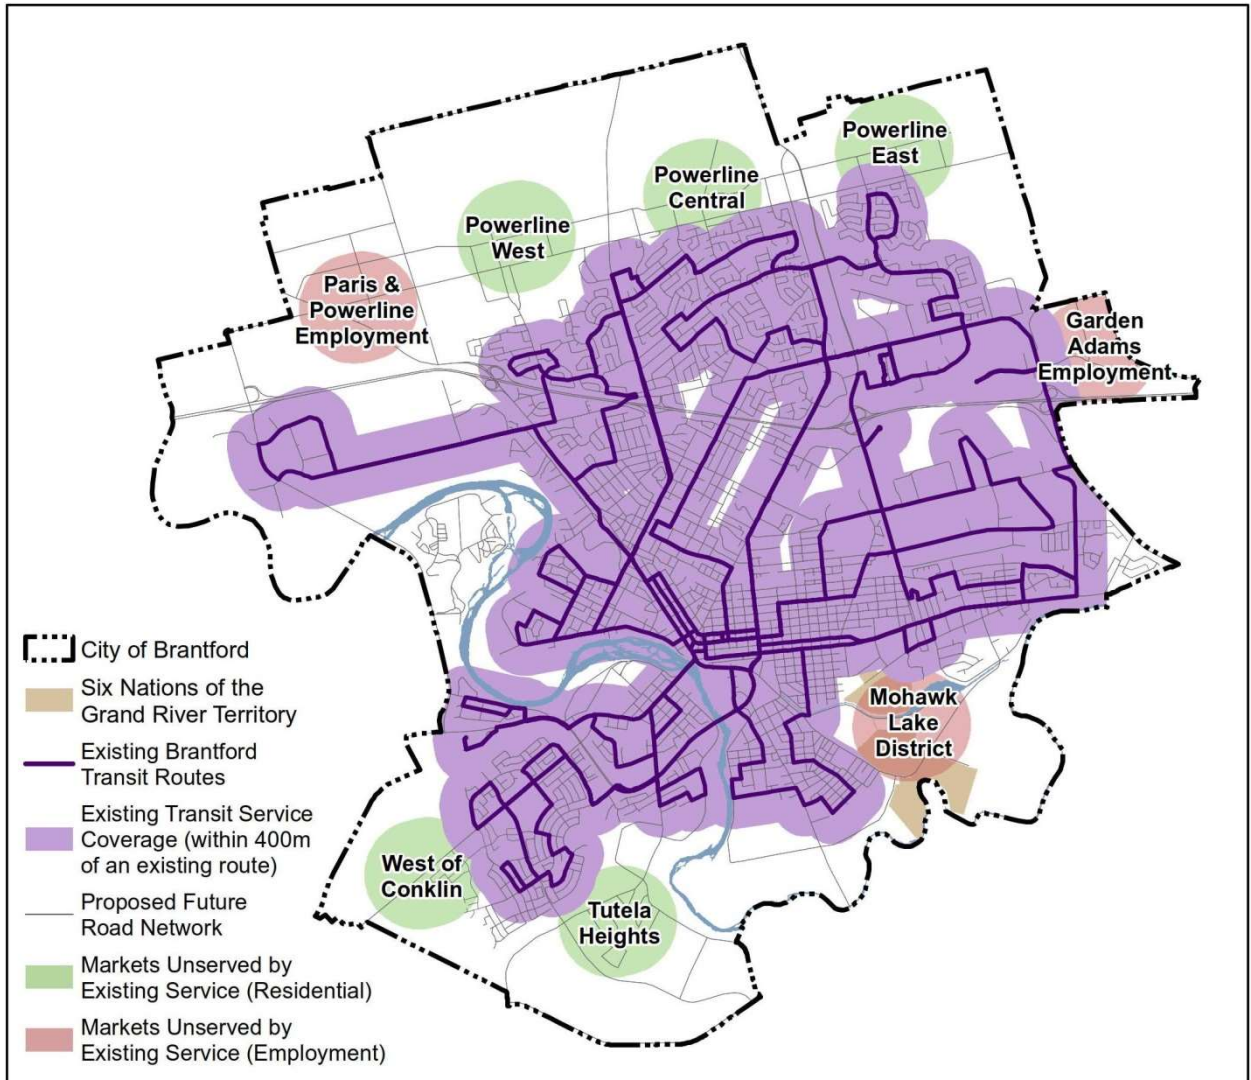 Powerline
East
Powerline
Central
Powerline
West
Paris &
Powerline
Employment
Garden
Adams
Employment
Mohawk
Lake
District
West of
Conklin
Tutela
Heights
City of Brantford
Six Nations of the
Grand River Territory
Existing Brantford
Transit Routes
Existing Transit Service
Coverage (within 400m
of an existing route)
Proposed Future
Road Network
Markets Unserved by
Existing Service (Residential)
Markets Unserved by
Existing Service (Employment)